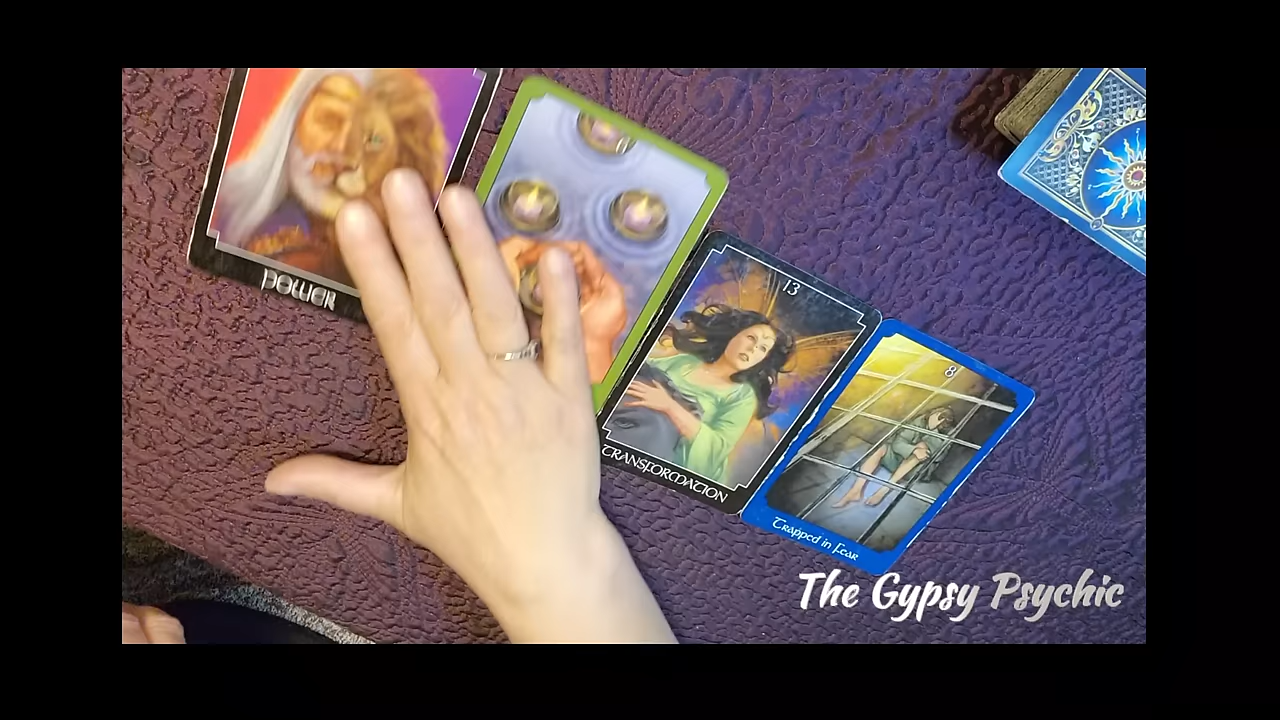 POWER
13
TRANSFORMATION
8
Trapped in Fear
The Gypsy Psychic